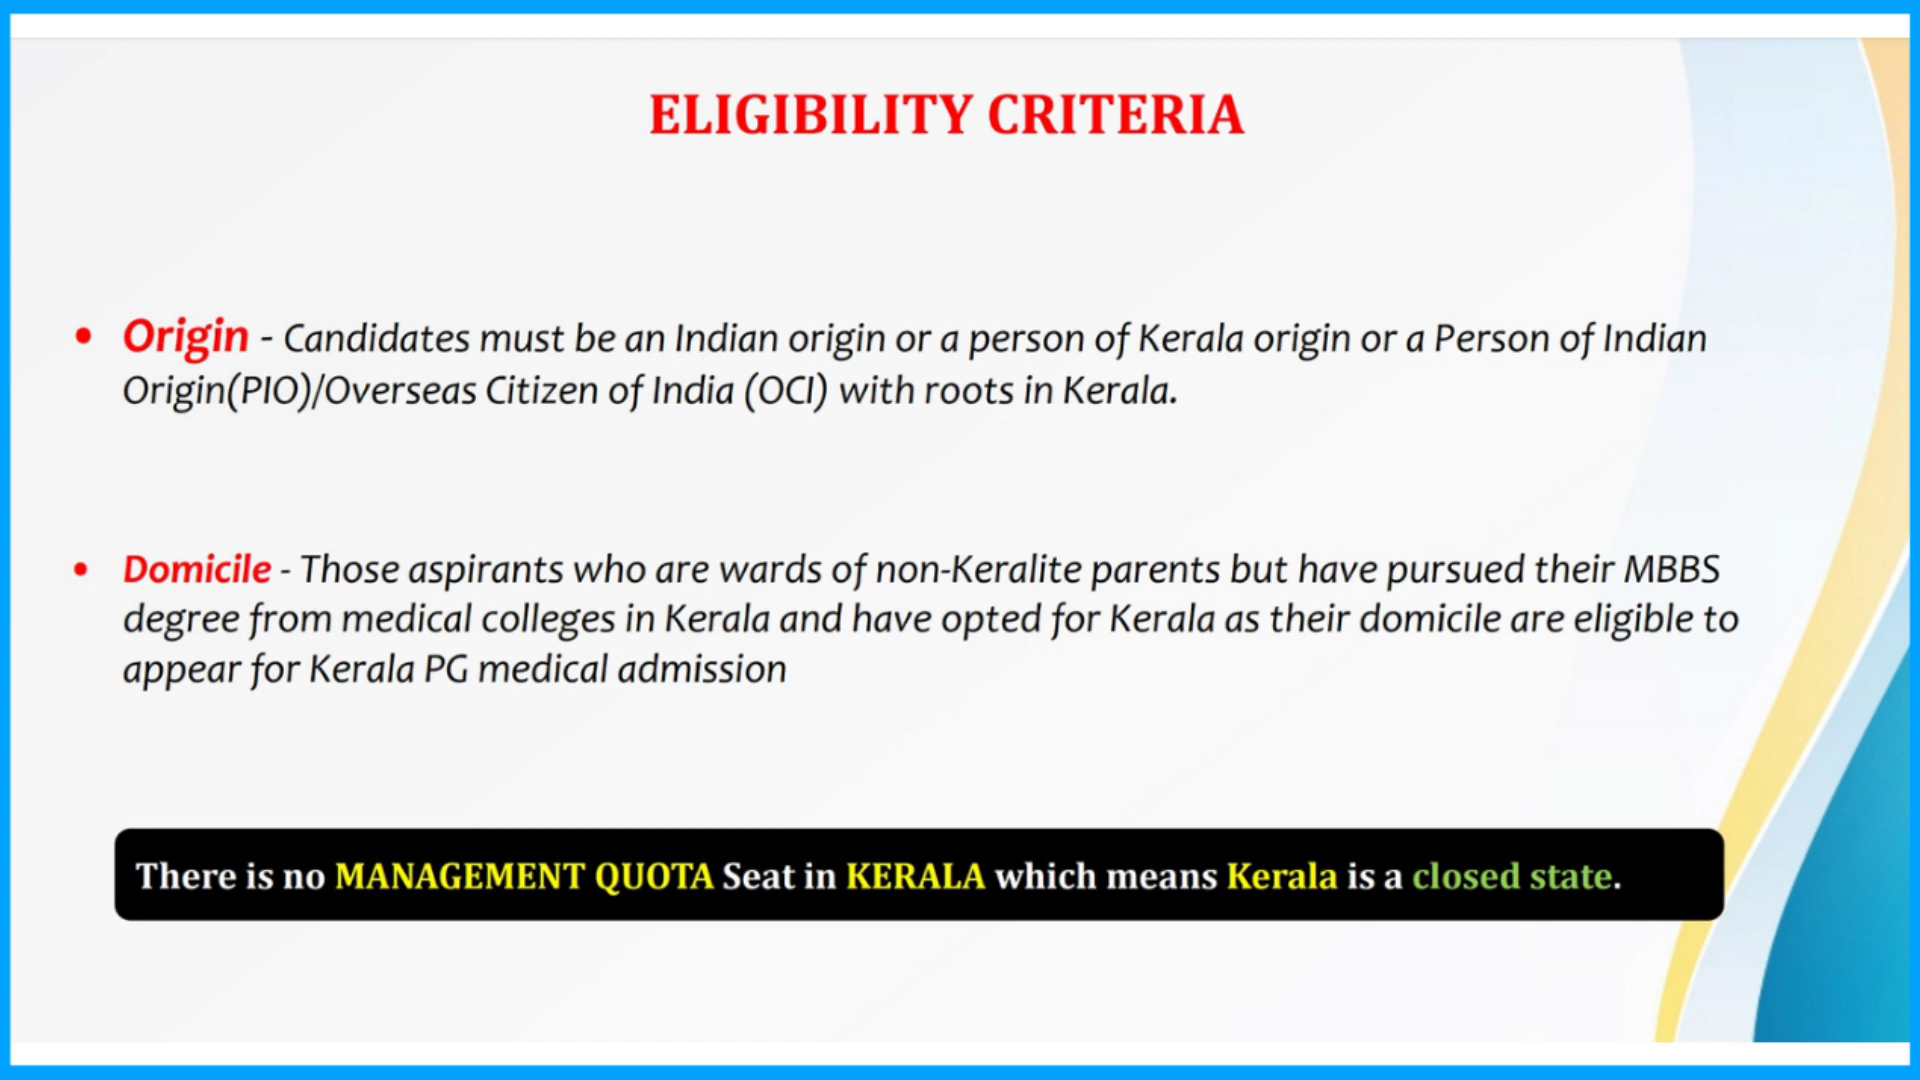 ELIGIBILITY CRITERIA
• Origin - Candidates must be an Indian origin or a person of Kerala origin or a Person of Indian
Origin(PIO)/Overseas Citizen of India (OCI) with roots in Kerala.
• Domicile - Those aspirants who are wards of non-Keralite parents but have pursued their MBBS
degree from medical colleges in Kerala and have opted for Kerala as their domicile are eligible to
appear for Kerala PG medical admission
There is no MANAGEMENT QUOTA Seat in KERALA which means Kerala is a closed state.